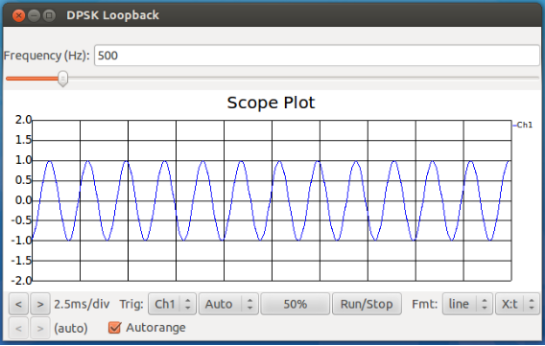 DPSK Loopback
Frequency (Hz): 500
Scope Plot
Ch1
2.0
1.5
1.0
0.5
0.0
-0.5
-1.0
-1.5
-2.0
< > 2.5ms/div Trig: Ch1 Auto 50% Run/Stop Fmt: line X:t
< > (auto) Autorange